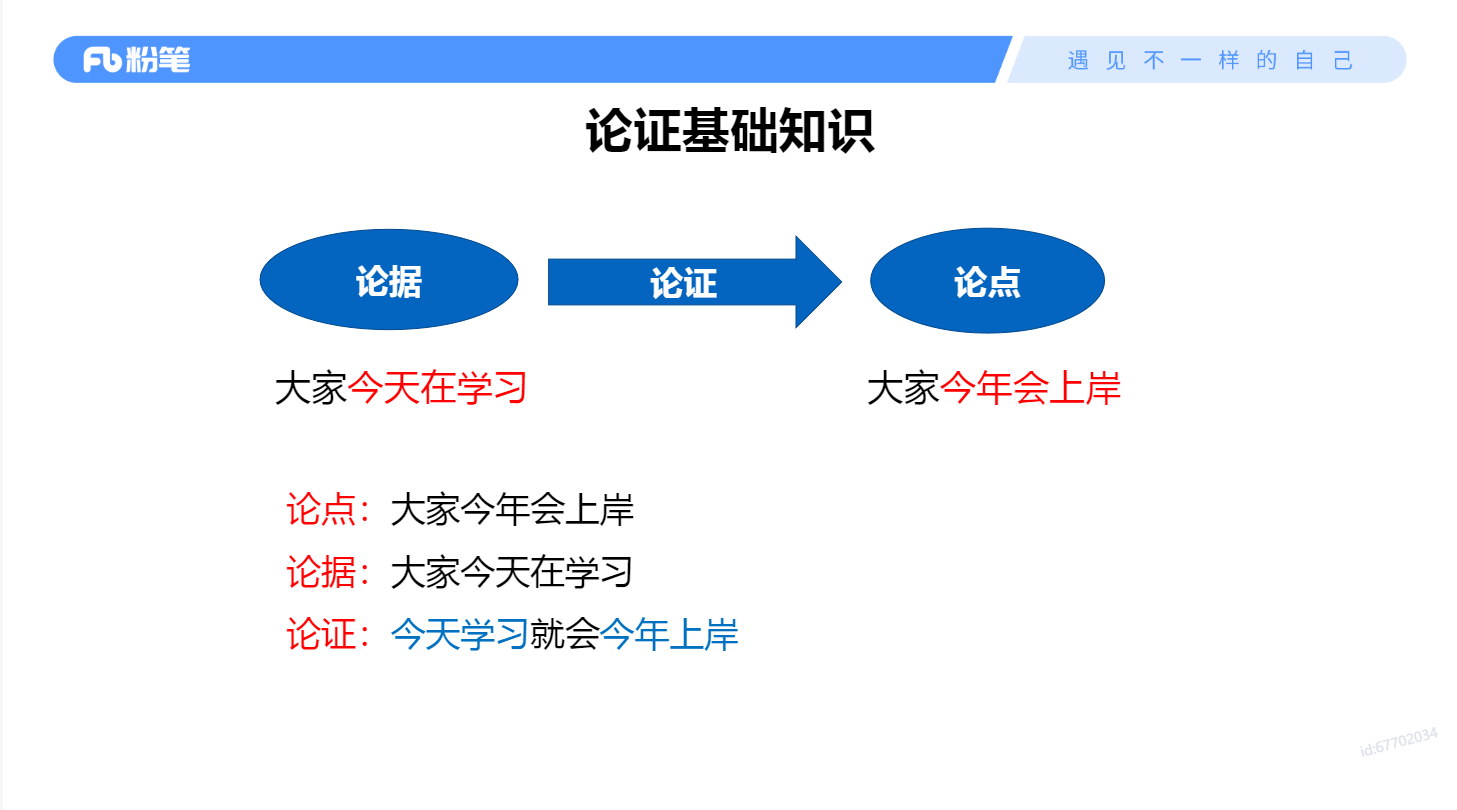 粉笔
遇见不一样的自己
论证基础知识
论据 论证 论点
大家今天在学习 大家今年会上岸
论点：大家今年会上岸
论据：大家今天在学习
论证：今天学习就会今年上岸
id:67702034